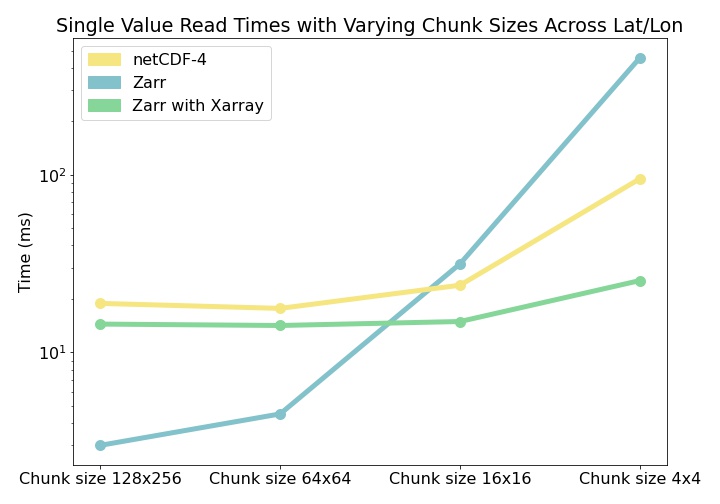 Single Value Read Times with Varying Chunk Sizes Across Lat/Lon
netCDF-4
Zarr
Zarr with Xarray
10²
10¹
Time (ms)
Chunk size 128x256 Chunk size 64x64 Chunk size 16x16 Chunk size 4x4